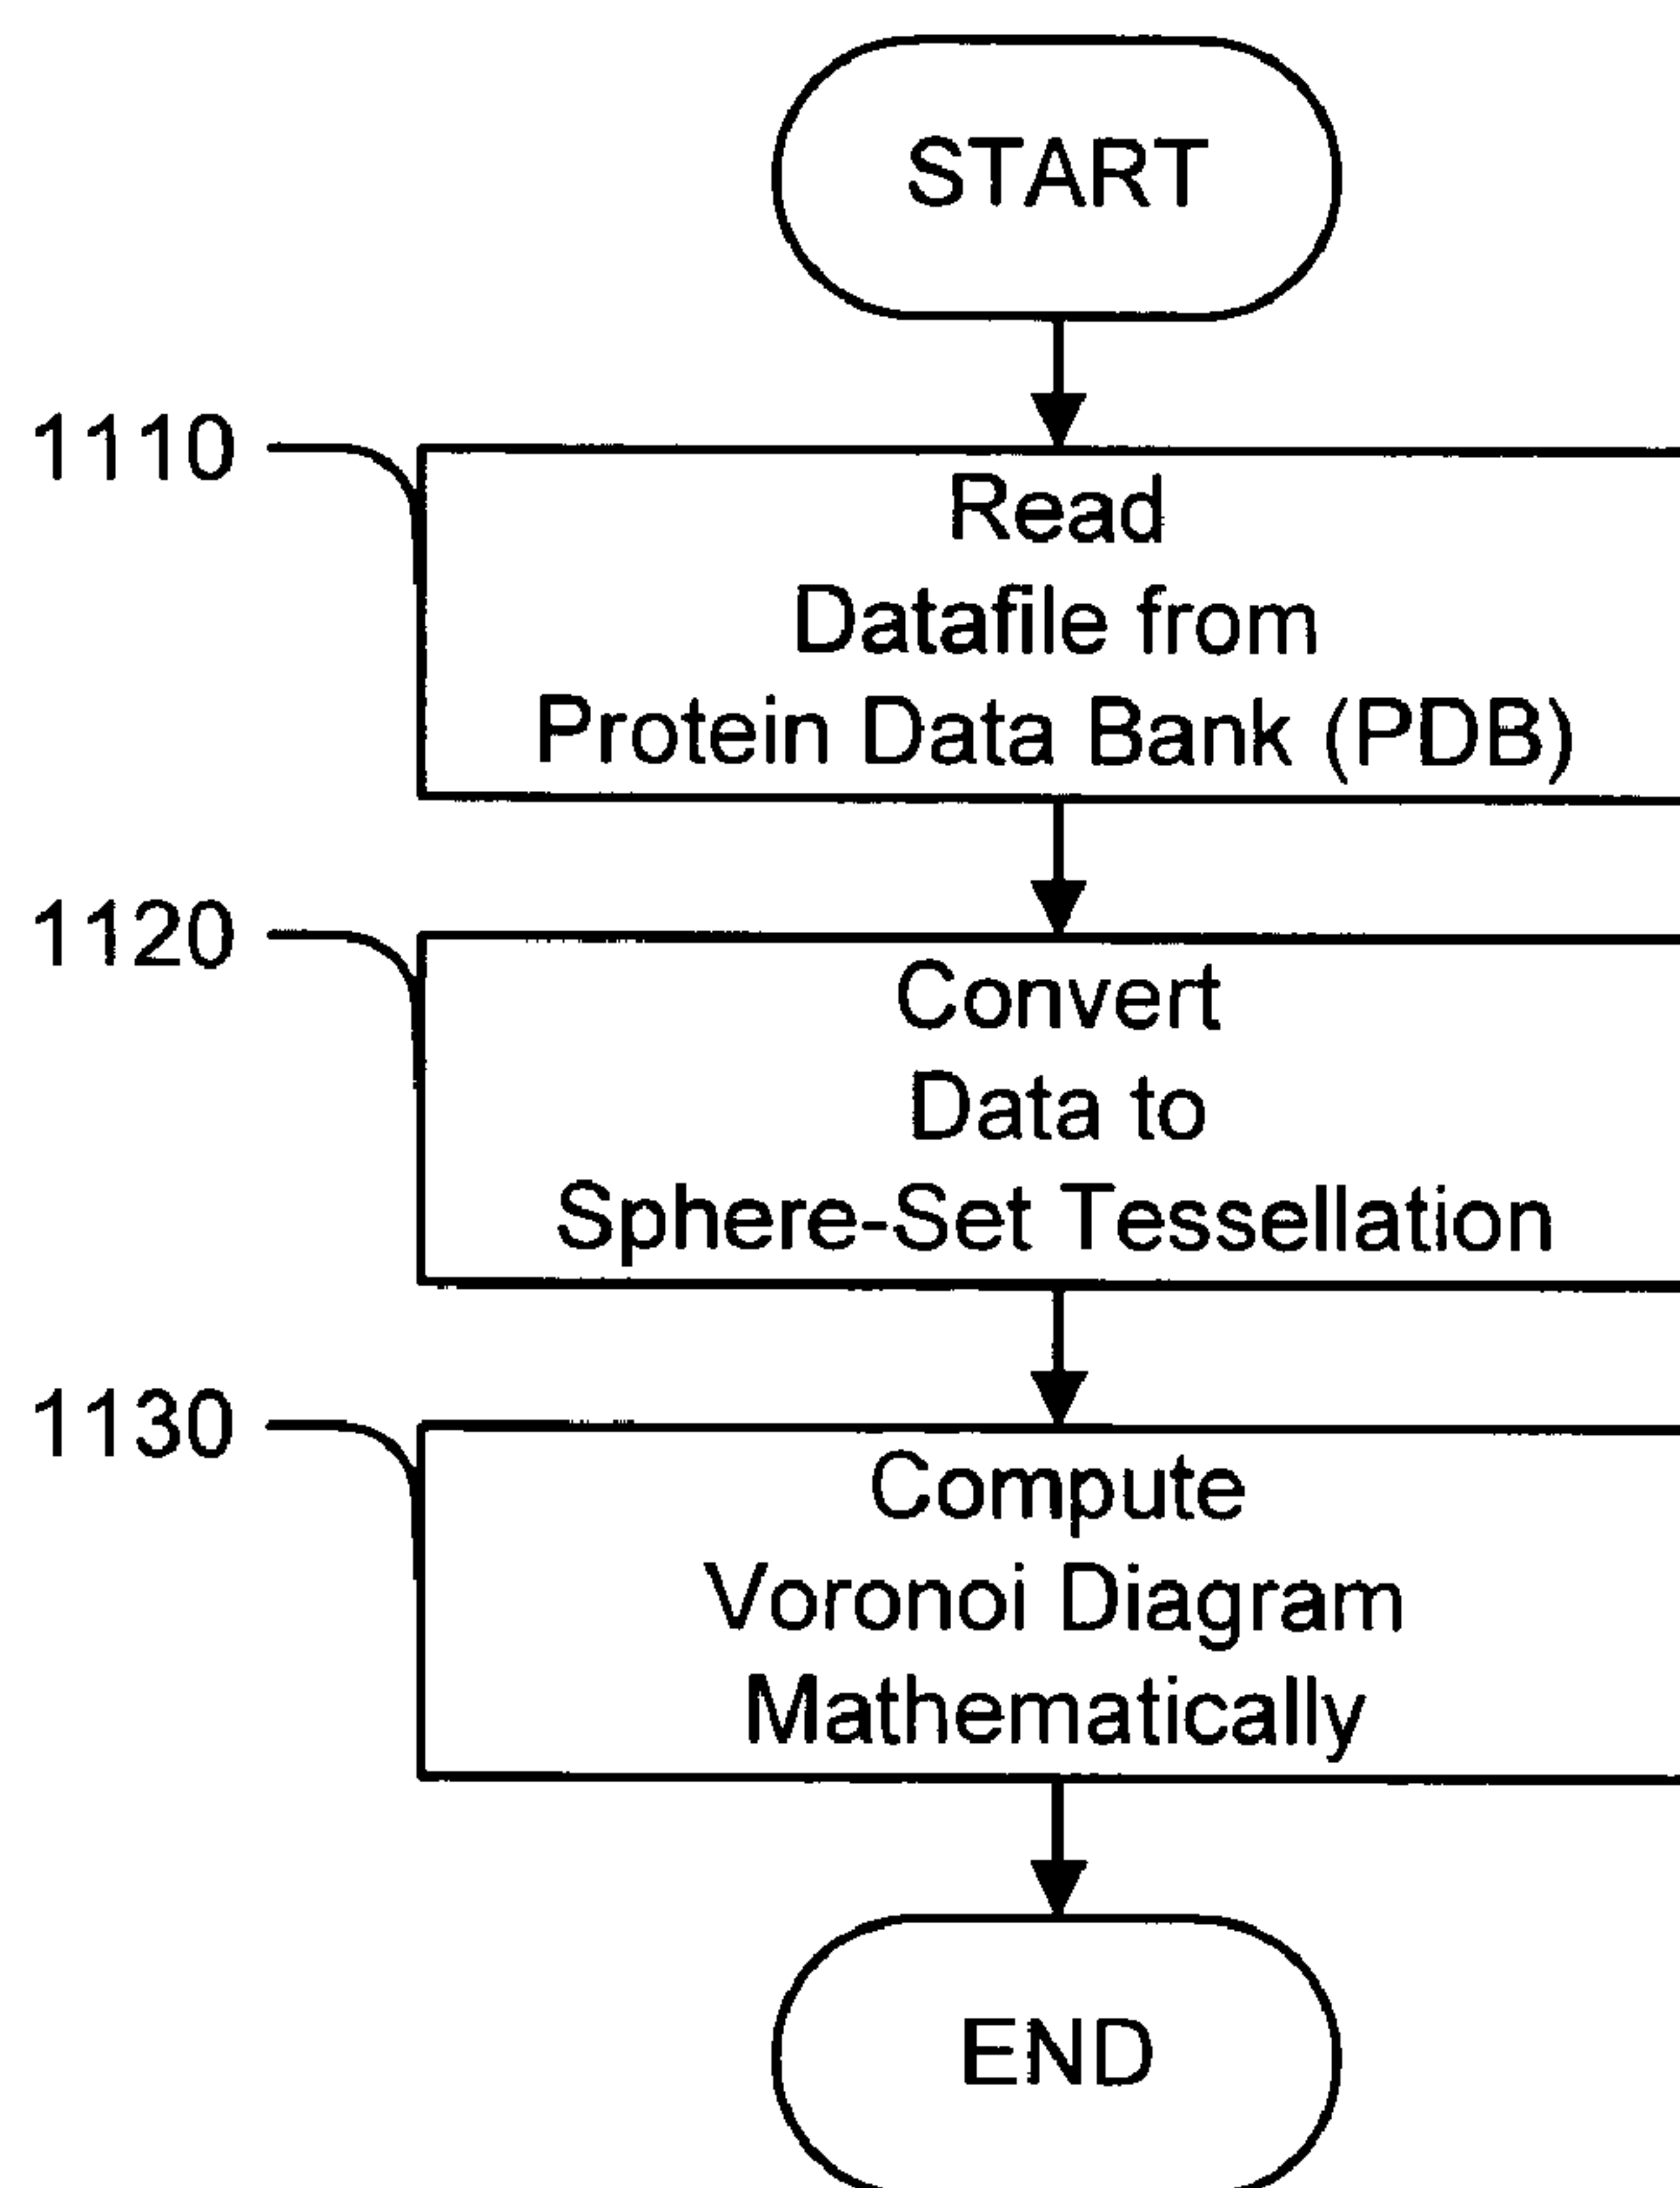 START
1110
Read
Datafile from
Protein Data Bank (PDB)
1120
Convert
Data to
Sphere-Set Tessellation
1130
Compute
Voronoi Diagram
Mathematically
END